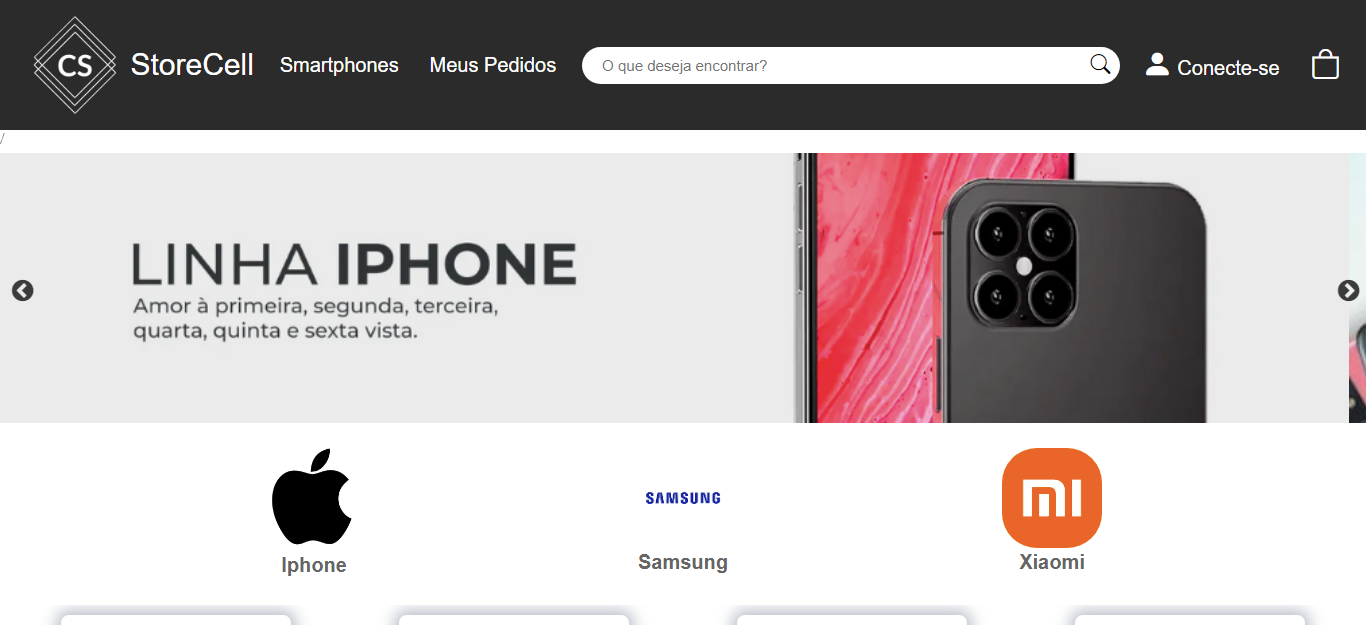 CS
StoreCell
Smartphones
Meus Pedidos
O que deseja encontrar?
Conecte-se
/
LINHA IPHONE
Amor à primeira, segunda, terceira,
quarta, quinta e sexta vista.
SAMSUNG
mi
Iphone
Samsung
Xiaomi